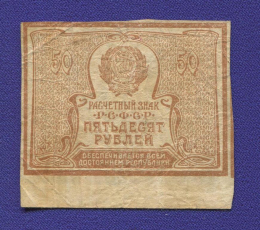 50 50
РАСЧЕТНЫЙ ЗНАК
Р·С·Ф·С·Р
ПЯТЬДЕСЯТ
РУБЛЕЙ
ОБЕСПЕЧИВАЕТСЯ ВСЕМ
ДОСТОЯНИЕМ РЕСПУБЛИКИ